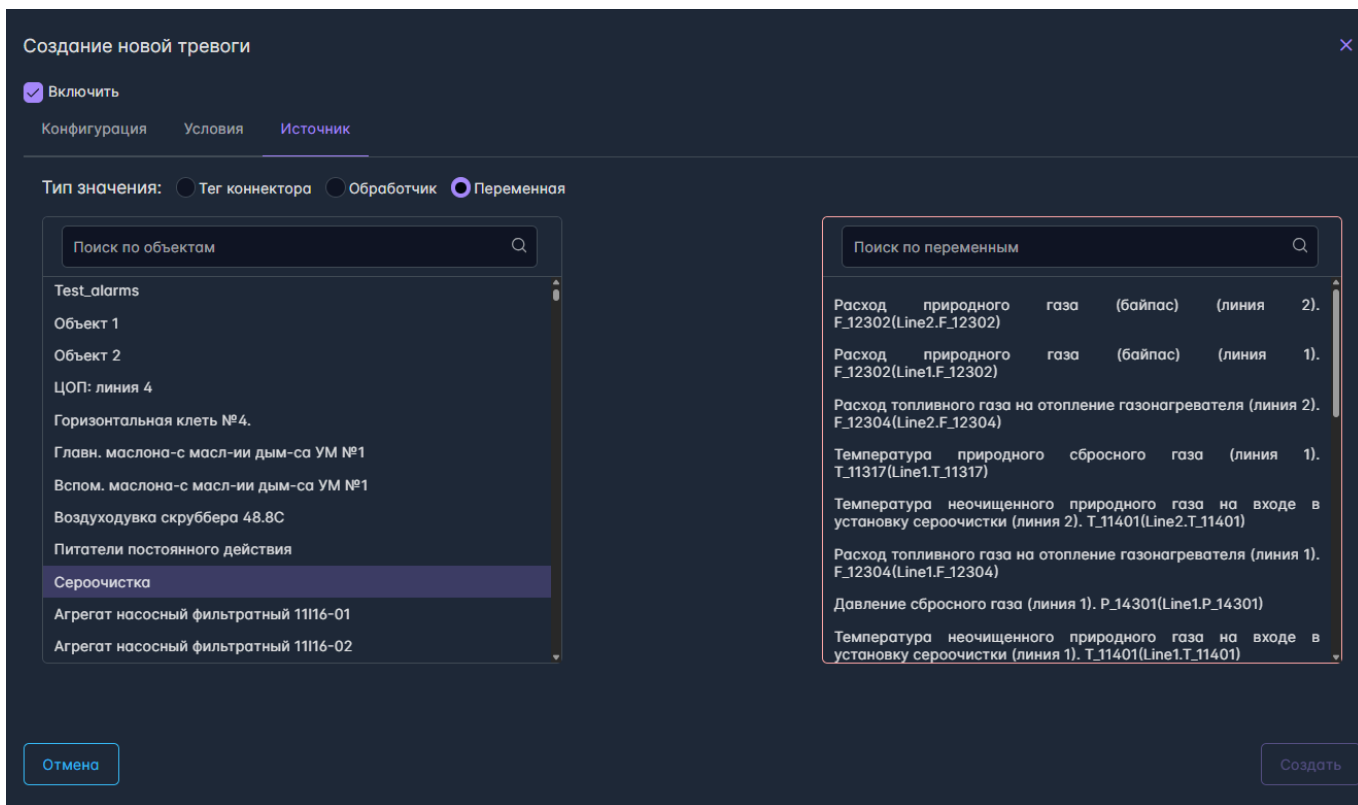 Создание новой тревоги
Включить
Конфигурация Условия Источник
Тип значения: Тег коннектора Обработчик Переменная
Поиск по объектам
Test_alarms
Объект 1
Объект 2
ЦОП: линия 4
Горизонтальная клеть №4.
Главн. маслона-с масл-ии дым-са УМ №1
Вспом. маслона-с масл-ии дым-са УМ №1
Воздуходувка скруббера 48.8С
Питатели постоянного действия
Сероочистка
Агрегат насосный фильтратный 11I16-01
Агрегат насосный фильтратный 11I16-02
Поиск по переменным
Расход природного газа (байпас) (линия 2).
F_12302(Line2.F_12302)
Расход природного газа (байпас) (линия 1).
F_12302(Line1.F_12302)
Расход топливного газа на отопление газонагревателя (линия 2).
F_12304(Line2.F_12304)
Температура природного сбросного газа (линия 1).
T_11317(Line1.T_11317)
Температура неочищенного природного газа на входе в
установку сероочистки (линия 2). T_11401(Line2.T_11401)
Расход топливного газа на отопление газонагревателя (линия 1).
F_12304(Line1.F_12304)
Давление сбросного газа (линия 1). P_14301(Line1.P_14301)
Температура неочищенного природного газа на входе в
установку сероочистки (линия 1). T_11401(Line1.T_11401)
Отмена
Создать